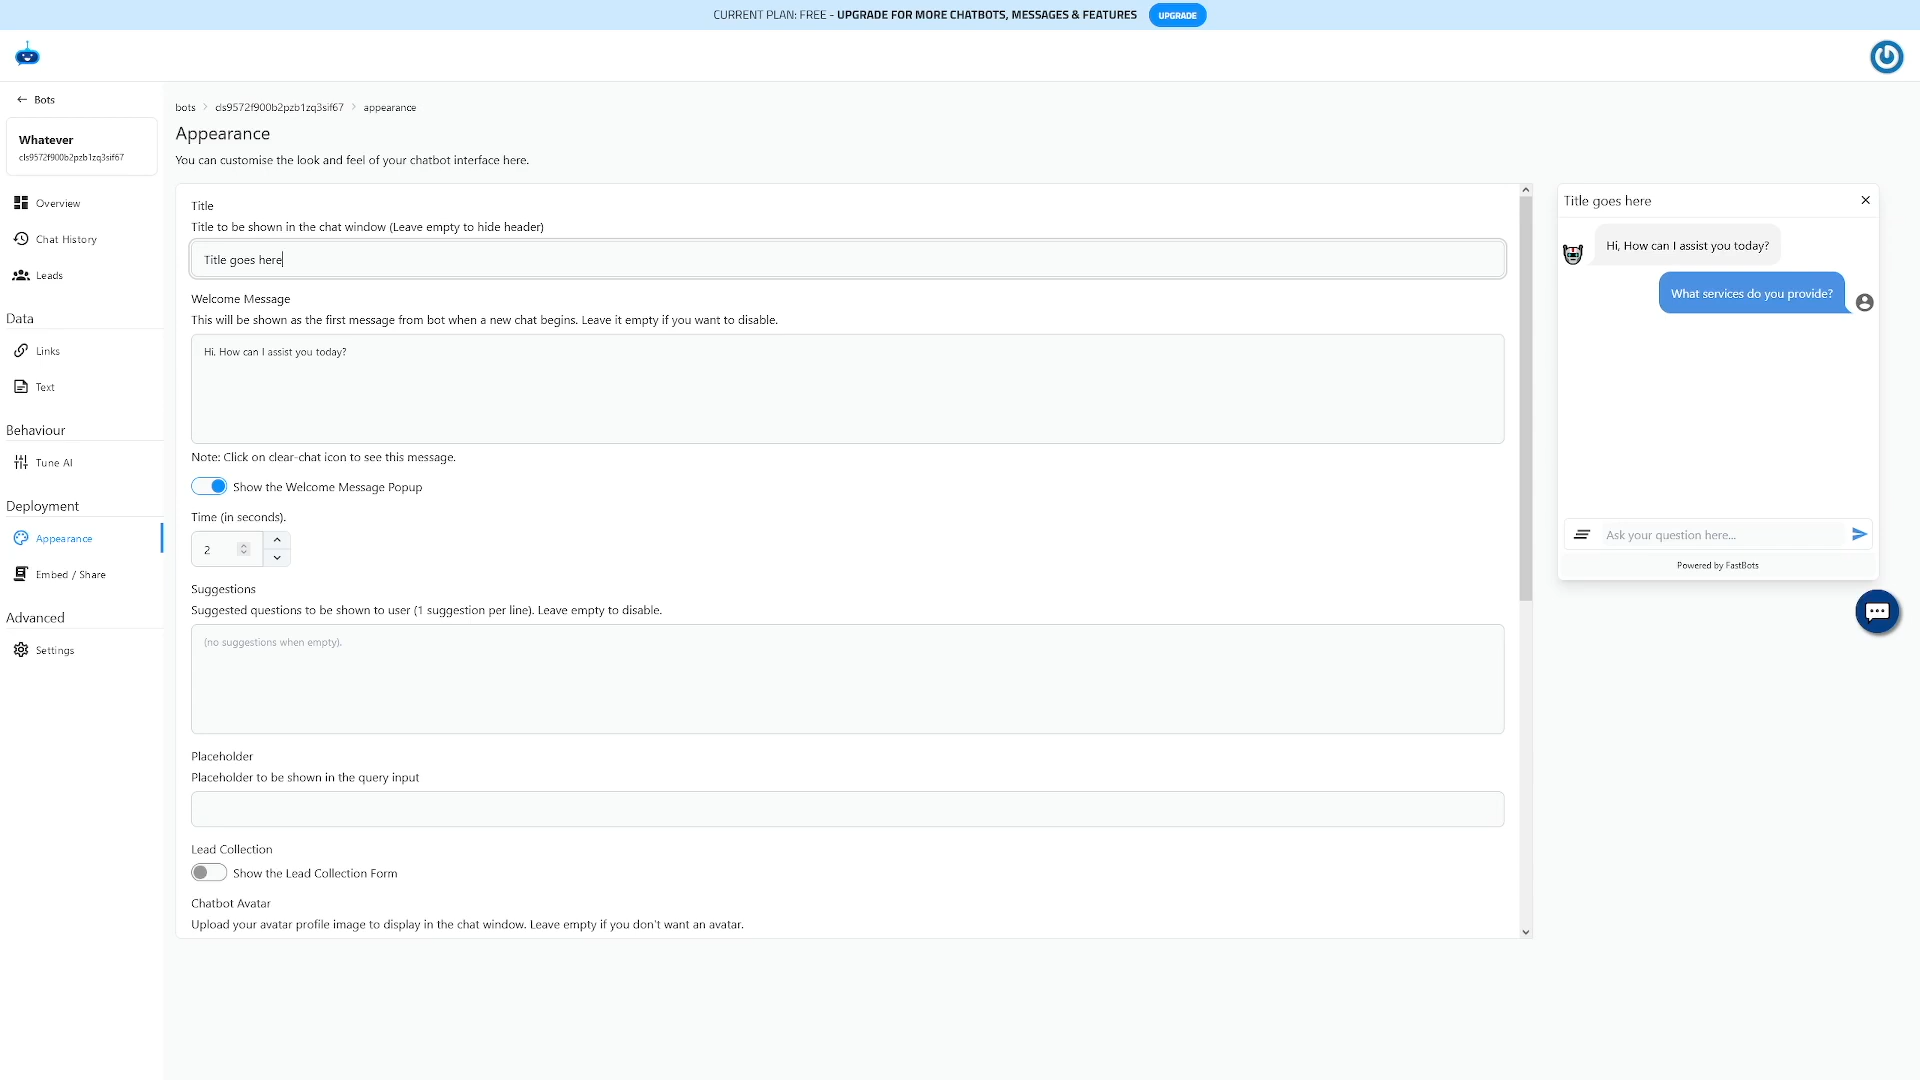 CURRENT PLAN: FREE - UPGRADE FOR MORE CHATBOTS, MESSAGES & FEATURES UPGRADE
Bots
Whatever
cls9572f900b2pzb1zq3sif67
Overview
Chat History
Leads
Data
Links
Text
Behaviour
Tune AI
Deployment
Appearance
Embed / Share
Advanced
Settings
bots > cls9572f900b2pzb1zq3sif67 > appearance
Appearance
You can customise the look and feel of your chatbot interface here.
Title
Title to be shown in the chat window (Leave empty to hide header)
Title goes here
Welcome Message
This will be shown as the first message from bot when a new chat begins. Leave it empty if you want to disable.
Hi, How can I assist you today?
Note: Click on clear-chat icon to see this message.
Show the Welcome Message Popup
Time (in seconds).
2
Suggestions
Suggested questions to be shown to user (1 suggestion per line). Leave empty to disable.
(no suggestions when empty).
Placeholder
Placeholder to be shown in the query input
Lead Collection
Show the Lead Collection Form
Chatbot Avatar
Upload your avatar profile image to display in the chat window. Leave empty if you don't want an avatar.
Title goes here
Hi, How can I assist you today?
What services do you provide?
Ask your question here...
Powered by FastBots